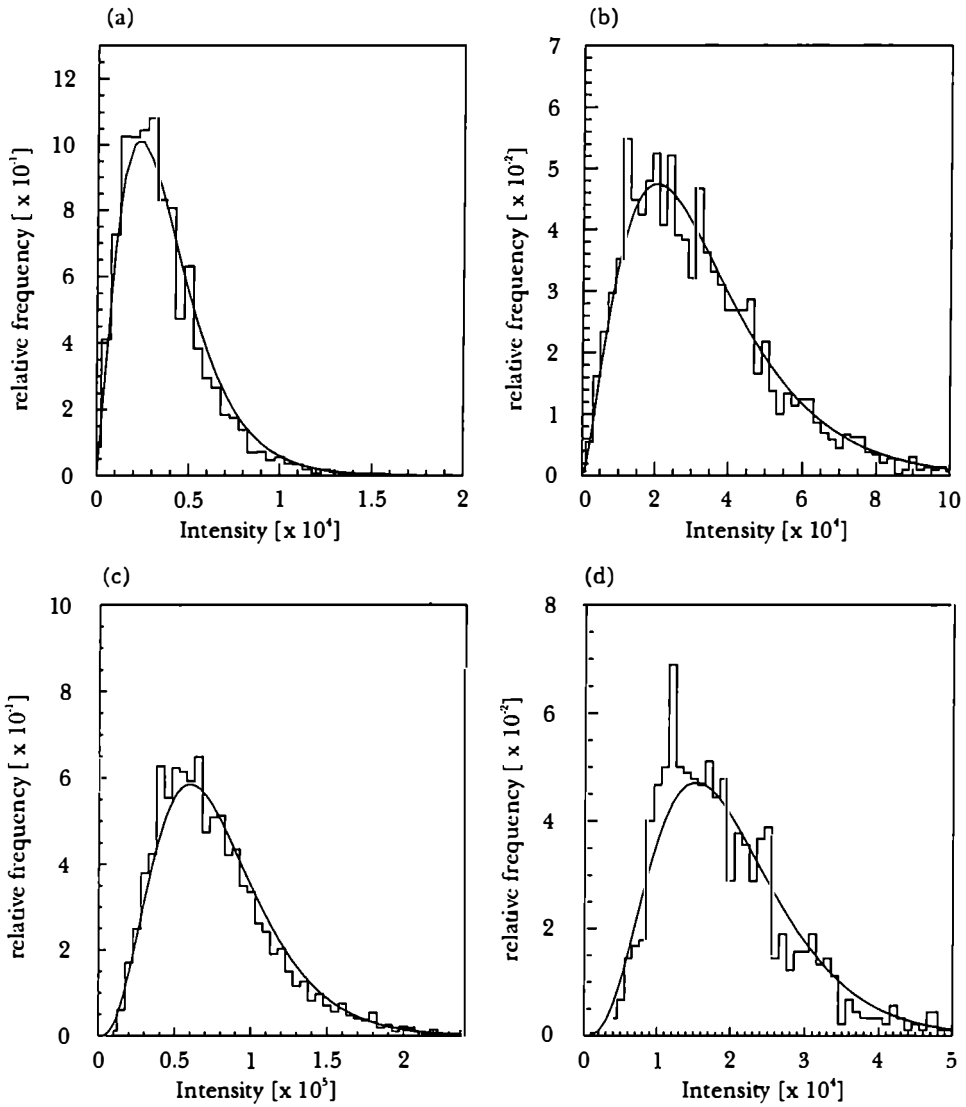 (a)
12
10
8
6
4
2
0
relative frequency [ x 10⁻¹]
0 0.5 1 1.5 2
Intensity [x 10⁴]
(b)
7
6
5
4
3
2
1
0
relative frequency [ x 10⁻²]
0 2 4 6 8 10
Intensity [x 10⁴]
(c)
10
8
6
4
2
0
relative frequency [ x 10⁻¹]
0 0.5 1 1.5 2
Intensity [x 10⁵]
(d)
8
6
4
2
0
relative frequency [ x 10⁻²]
0 1 2 3 4 5
Intensity [x 10⁴]